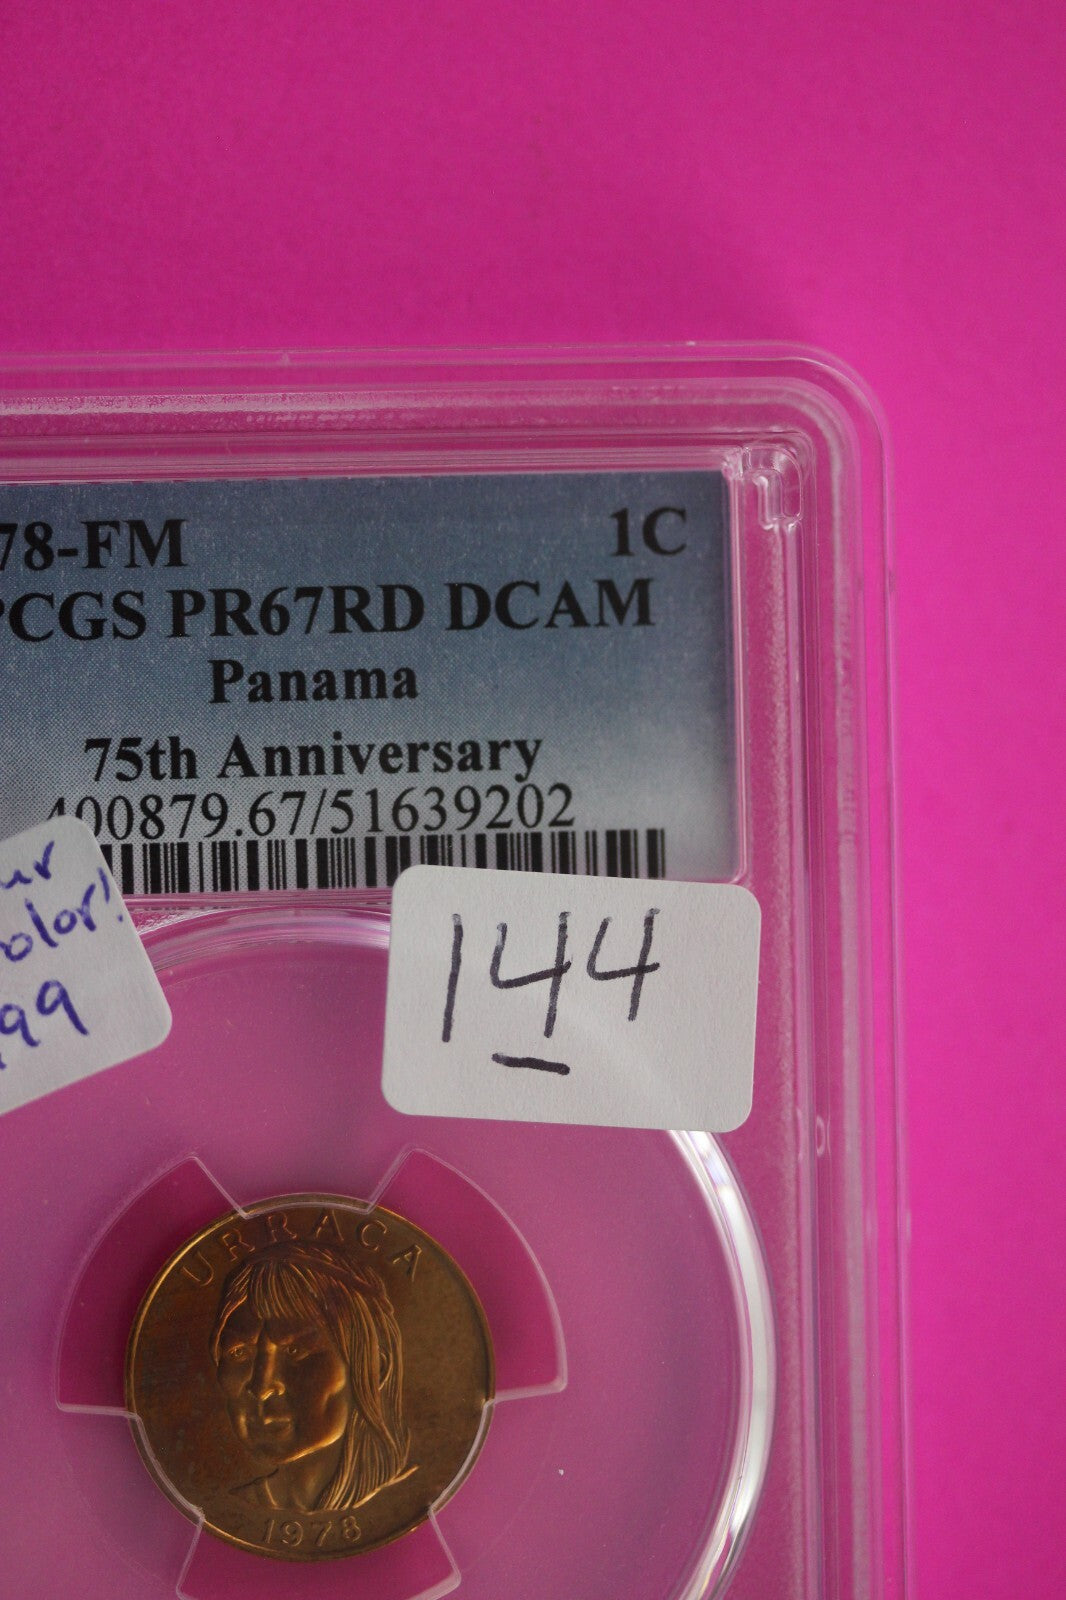 78-FM 1C
PCGS PR67RD DCAM
Panama
75th Anniversary
400879.67/51639202
144
URRACA
1978